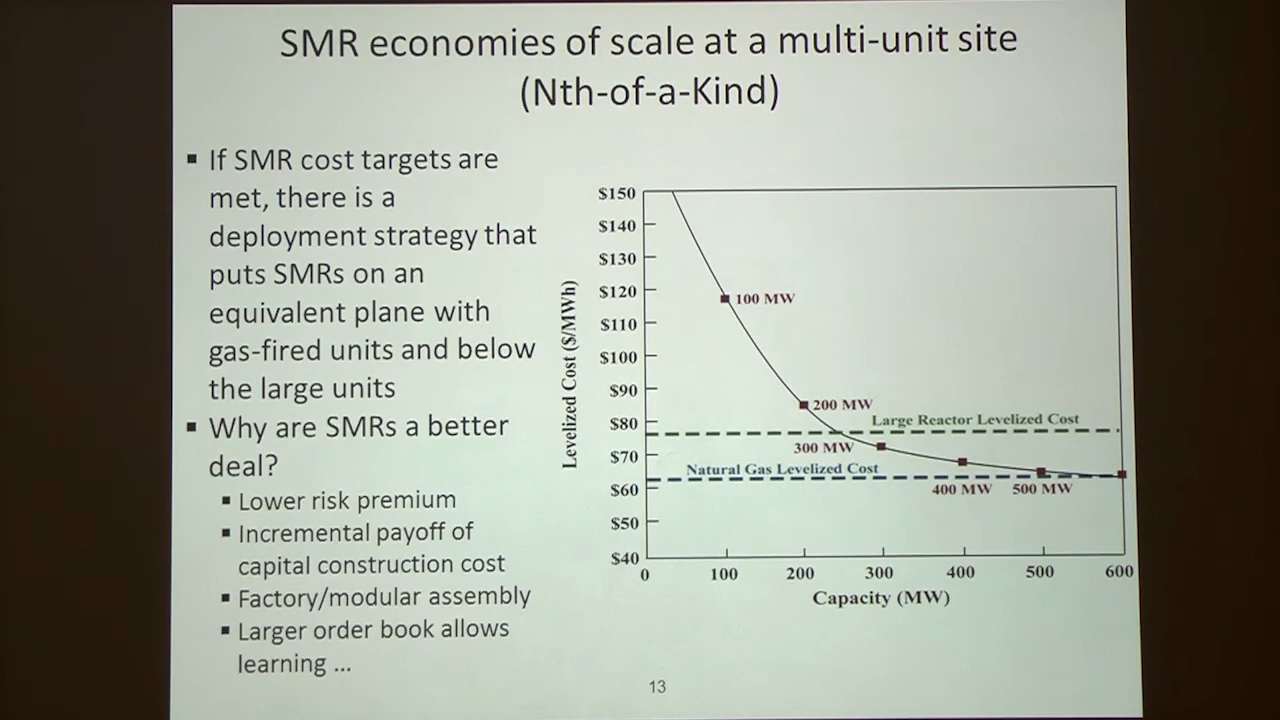 SMR economies of scale at a multi-unit site
(Nth-of-a-Kind)
▪ If SMR cost targets are
met, there is a
deployment strategy that
puts SMRs on an
equivalent plane with
gas-fired units and below
the large units
▪ Why are SMRs a better
deal?
▪ Lower risk premium
▪ Incremental payoff of
capital construction cost
▪ Factory/modular assembly
▪ Larger order book allows
learning ...
Levelized Cost ($/MWh)
$150
$140
$130
$120
$110
$100
$90
$80
$70
$60
$50
$40
100 MW
200 MW
Large Reactor Levelized Cost
300 MW
Natural Gas Levelized Cost
400 MW
500 MW
0
100
200
300
400
500
600
Capacity (MW)
13